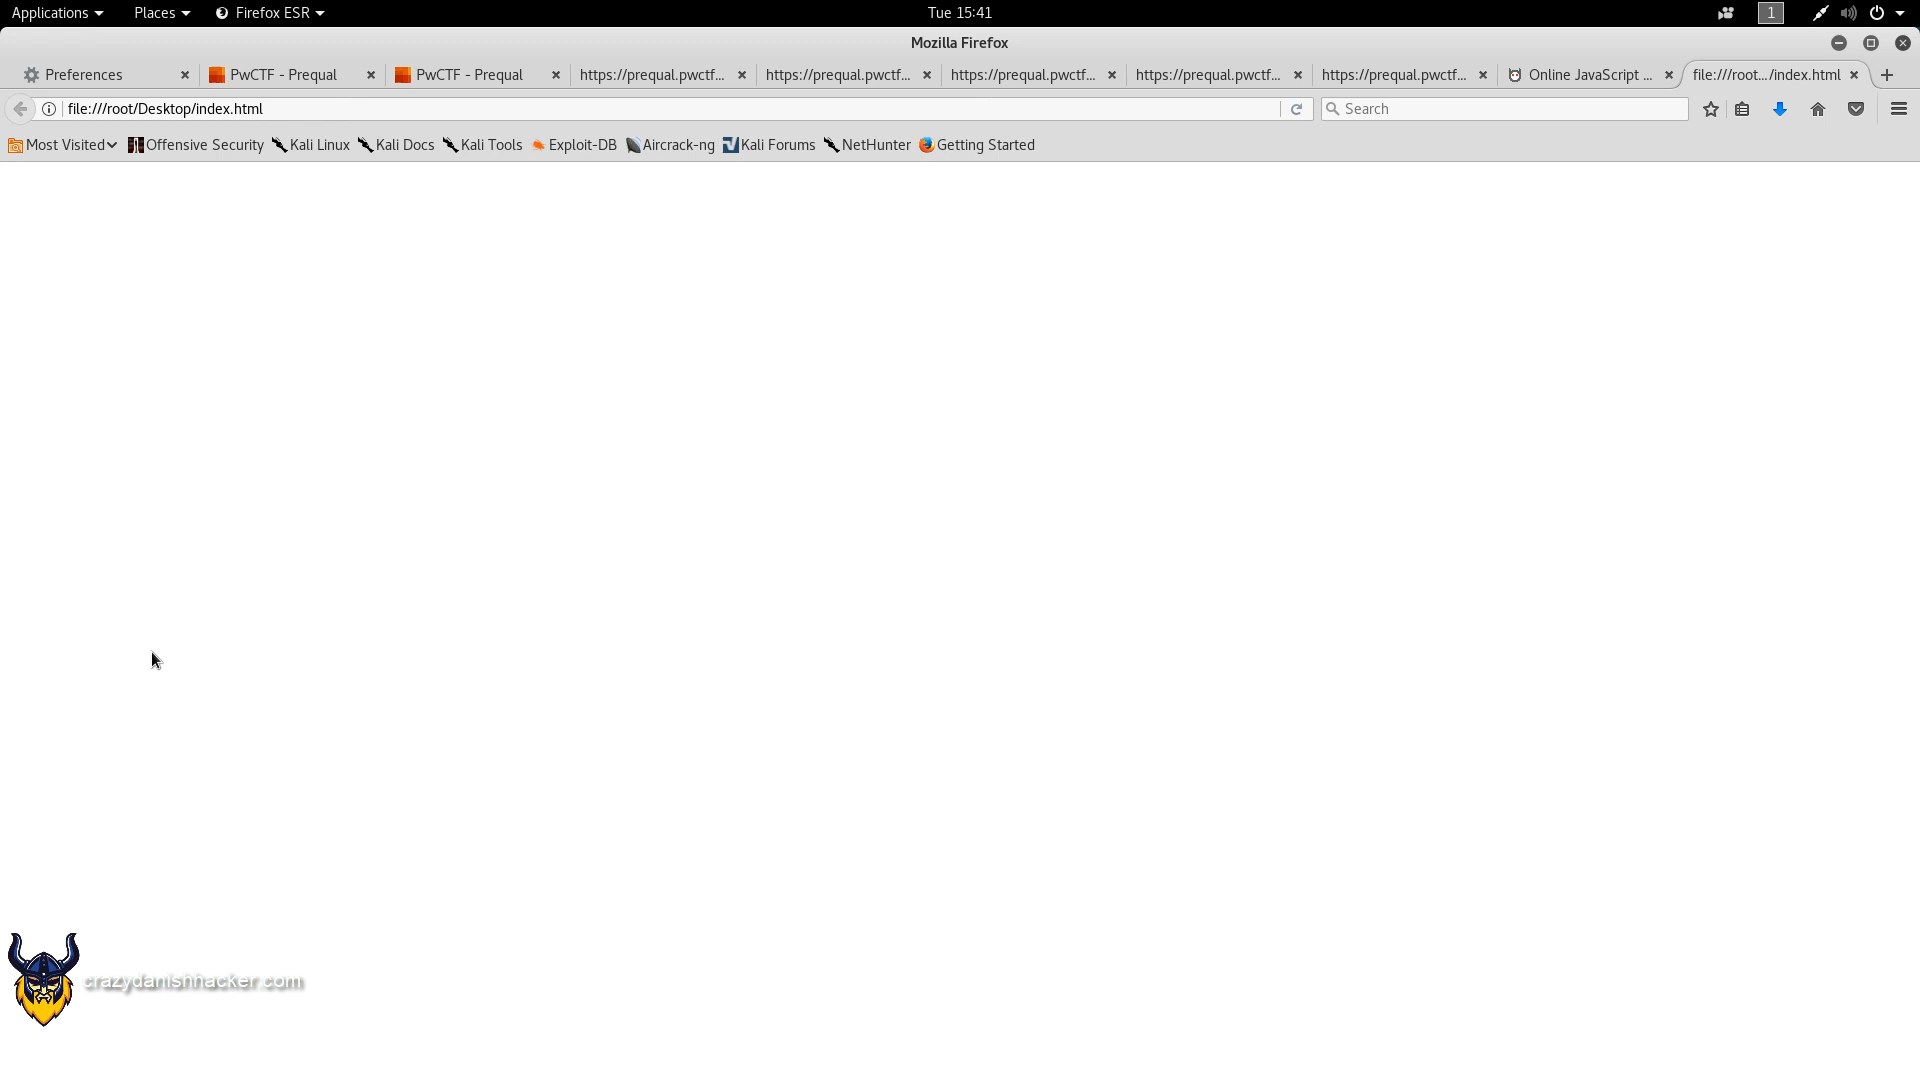 Applications Places Firefox ESR Tue 15:41 1
Mozilla Firefox
Preferences PwCTF - Prequal PwCTF - Prequal https://prequal.pwctf... https://prequal.pwctf... https://prequal.pwctf... https://prequal.pwctf... https://prequal.pwctf... Online JavaScript ... file:///root.../index.html
file:///root/Desktop/index.html Search
Most Visited Offensive Security Kali Linux Kali Docs Kali Tools Exploit-DB Aircrack-ng Kali Forums NetHunter Getting Started
crazydanishhacker.com